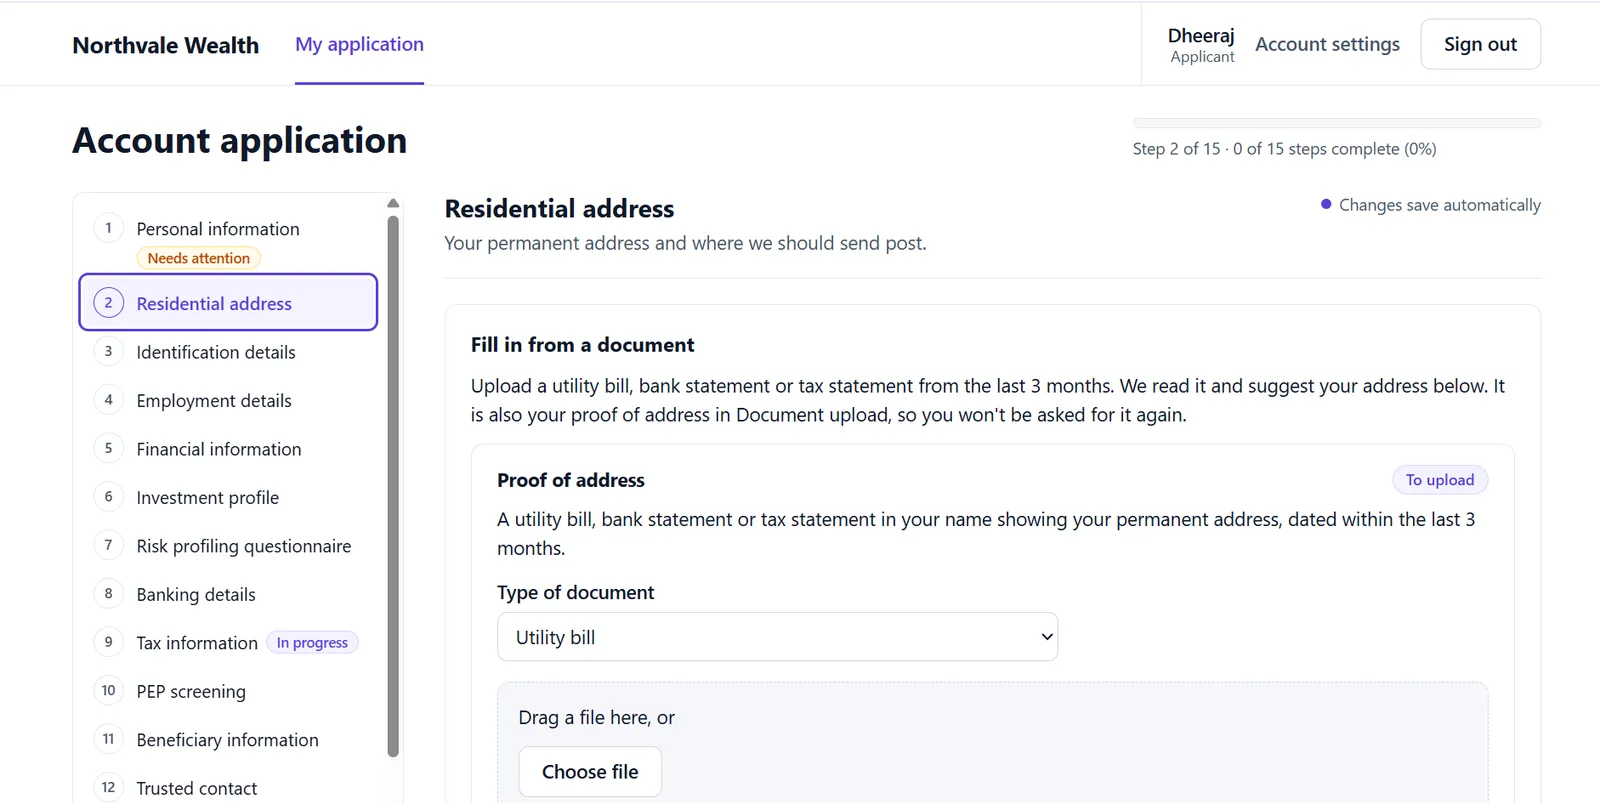 Northvale Wealth
My application
Dheeraj
Applicant
Account settings
Sign out
Account application
Step 2 of 15 · 0 of 15 steps complete (0%)
1
Personal information
Needs attention
2
Residential address
3
Identification details
4
Employment details
5
Financial information
6
Investment profile
7
Risk profiling questionnaire
8
Banking details
9
Tax information
In progress
10
PEP screening
11
Beneficiary information
12
Trusted contact
Residential address
Changes save automatically
Your permanent address and where we should send post.
Fill in from a document
Upload a utility bill, bank statement or tax statement from the last 3 months. We read it and suggest your address below. It
is also your proof of address in Document upload, so you won't be asked for it again.
Proof of address
To upload
A utility bill, bank statement or tax statement in your name showing your permanent address, dated within the last 3
months.
Type of document
Utility bill
Drag a file here, or
Choose file